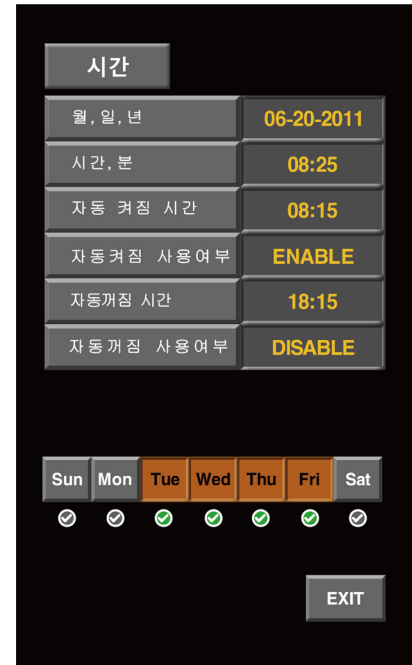 시간
월, 일, 년 06-20-2011
시간, 분 08:25
자동 켜짐 시간 08:15
자동켜짐 사용여부 ENABLE
자동꺼짐 시간 18:15
자동꺼짐 사용여부 DISABLE
Sun Mon Tue Wed Thu Fri Sat
EXIT